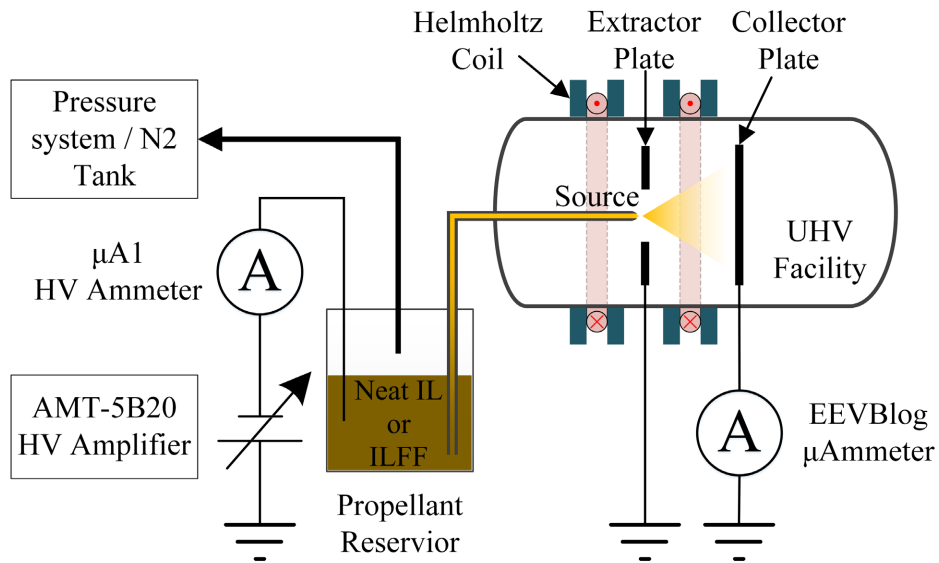 Helmholtz
Coil
Extractor
Plate
Collector
Plate
Pressure
system / N2
Tank
Source
UHV
Facility
μA1
HV Ammeter
A
AMT-5B20
HV Amplifier
Neat IL
or
ILFF
A
EEVBlog
μAmmeter
Propellant
Reservior